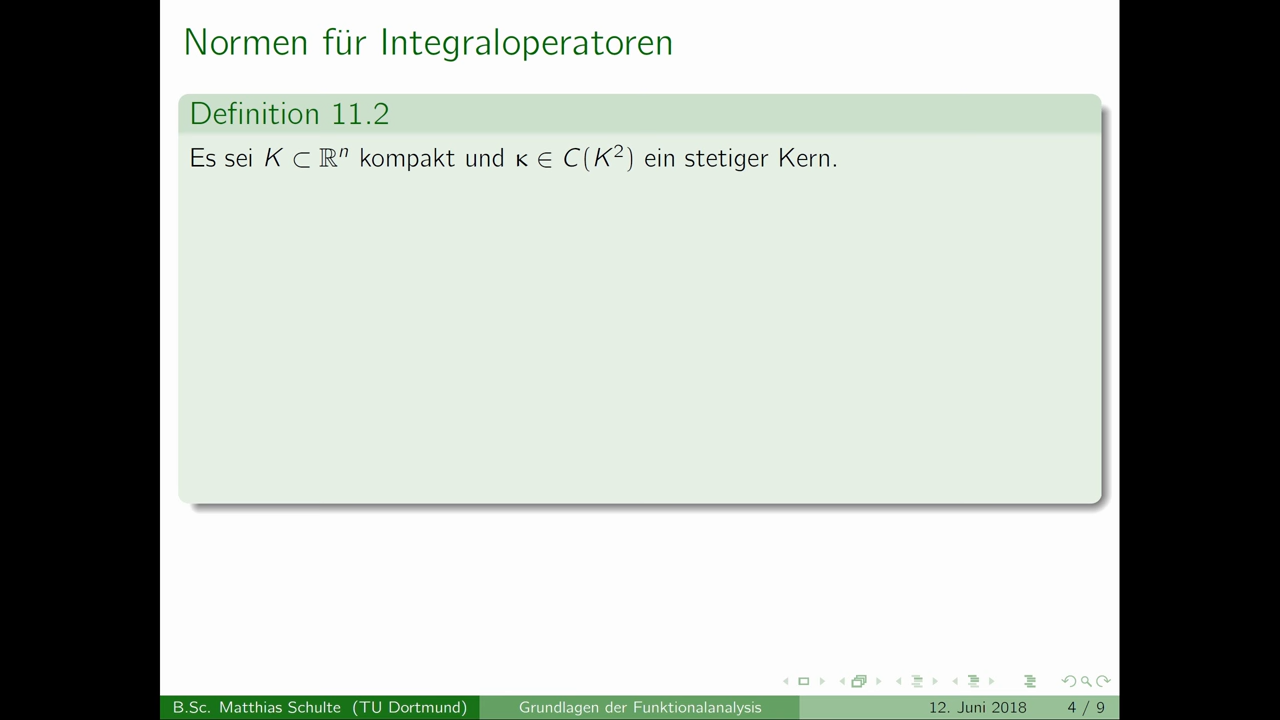 Normen für Integraloperatoren
Definition 11.2
Es sei K ⊂ ℝⁿ kompakt und κ ∈ C(K²) ein stetiger Kern.
B.Sc. Matthias Schulte (TU Dortmund) Grundlagen der Funktionalanalysis 12. Juni 2018 4 / 9